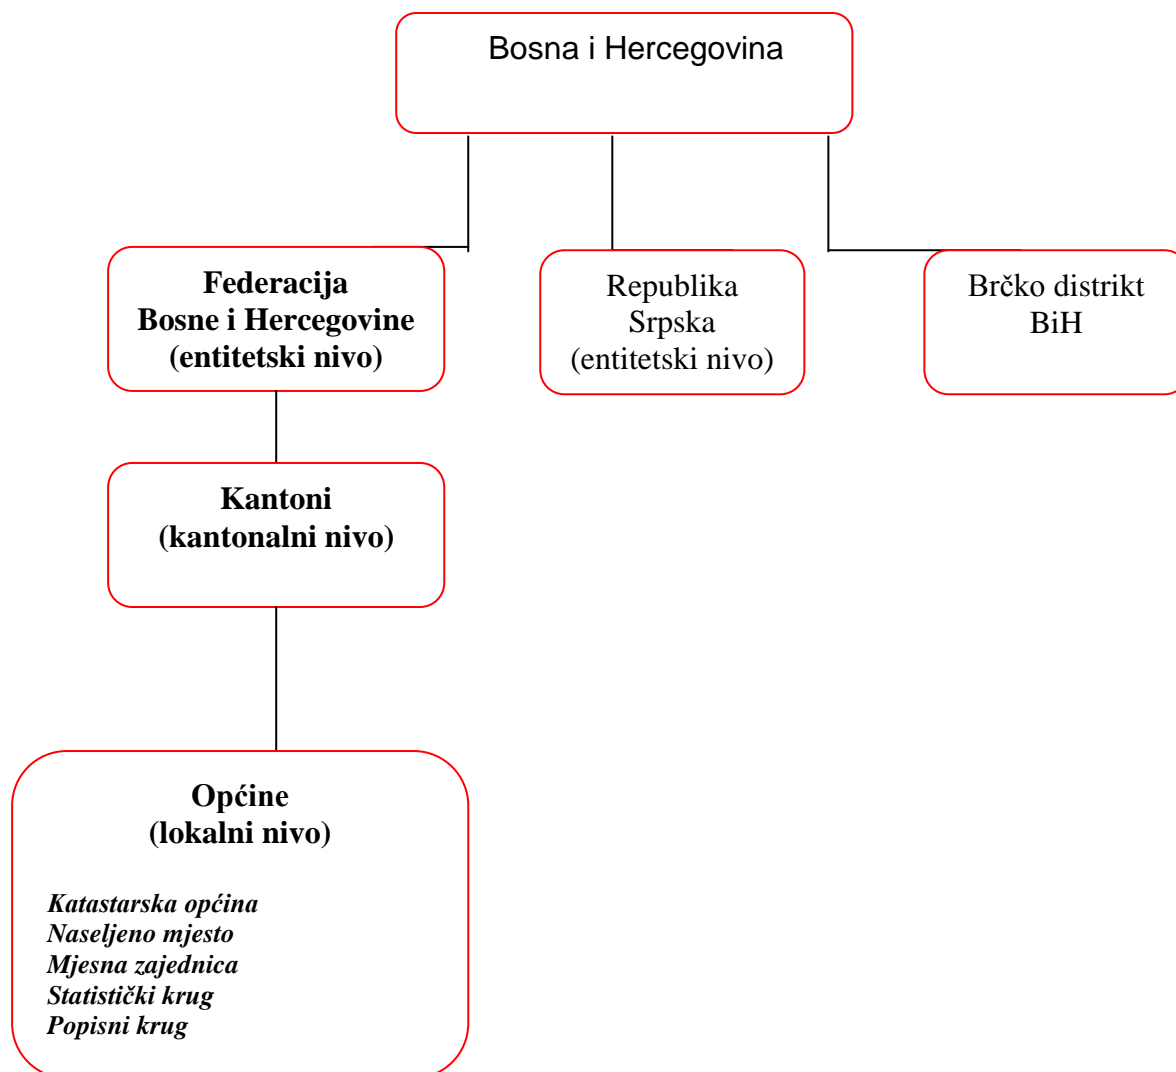 Bosna i Hercegovina
Federacija
Bosne i Hercegovine
(entitetski nivo)
Republika
Srpska
(entitetski nivo)
Brčko distrikt
BiH
Kantoni
(kantonalni nivo)
Općine
(lokalni nivo)
Katastarska općina
Naseljeno mjesto
Mjesna zajednica
Statistički krug
Popisni krug